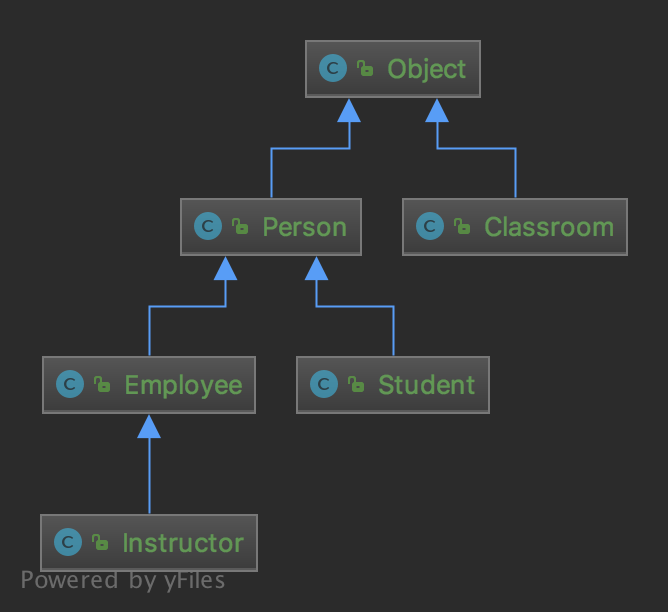 C Object
C Person
C Classroom
C Employee
C Student
C Instructor
Powered by yFiles